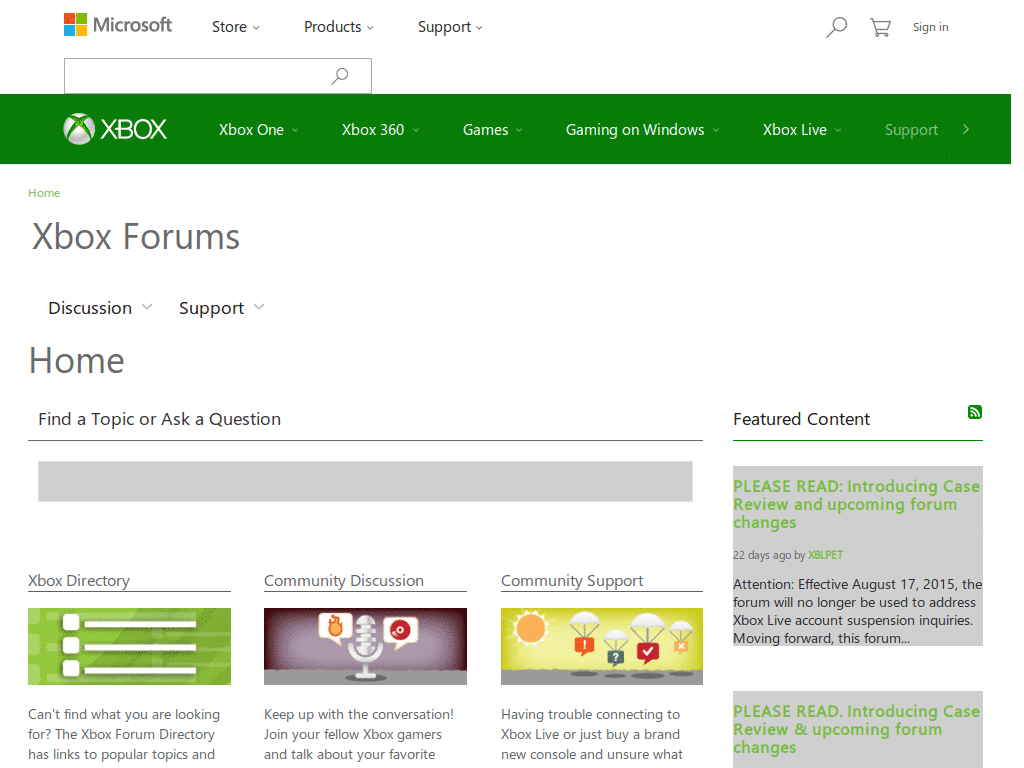 Microsoft Store Products Support Sign in
XBOX Xbox One Xbox 360 Games Gaming on Windows Xbox Live Support
Home
Xbox Forums
Discussion Support
Home
Find a Topic or Ask a Question
Featured Content
PLEASE READ: Introducing Case
Review and upcoming forum
changes
22 days ago by XBLPET
Attention: Effective August 17, 2015, the
forum will no longer be used to address
Xbox Live account suspension inquiries.
Moving forward, this forum...
PLEASE READ. Introducing Case
Review & upcoming forum
changes
Xbox Directory
Can't find what you are looking
for? The Xbox Forum Directory
has links to popular topics and
Community Discussion
Keep up with the conversation!
Join your fellow Xbox gamers
and talk about your favorite
Community Support
Having trouble connecting to
Xbox Live or just buy a brand
new console and unsure what